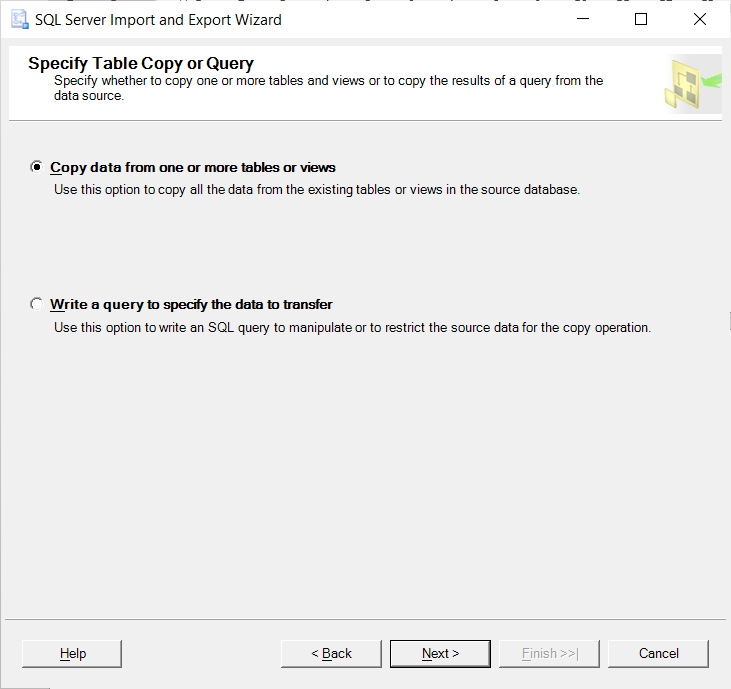 SQL Server Import and Export Wizard
Specify Table Copy or Query
Specify whether to copy one or more tables and views or to copy the results of a query from the
data source.
Copy data from one or more tables or views
Use this option to copy all the data from the existing tables or views in the source database.
Write a query to specify the data to transfer
Use this option to write an SQL query to manipulate or to restrict the source data for the copy operation.
Help
< Back
Next >
Finish >>|
Cancel